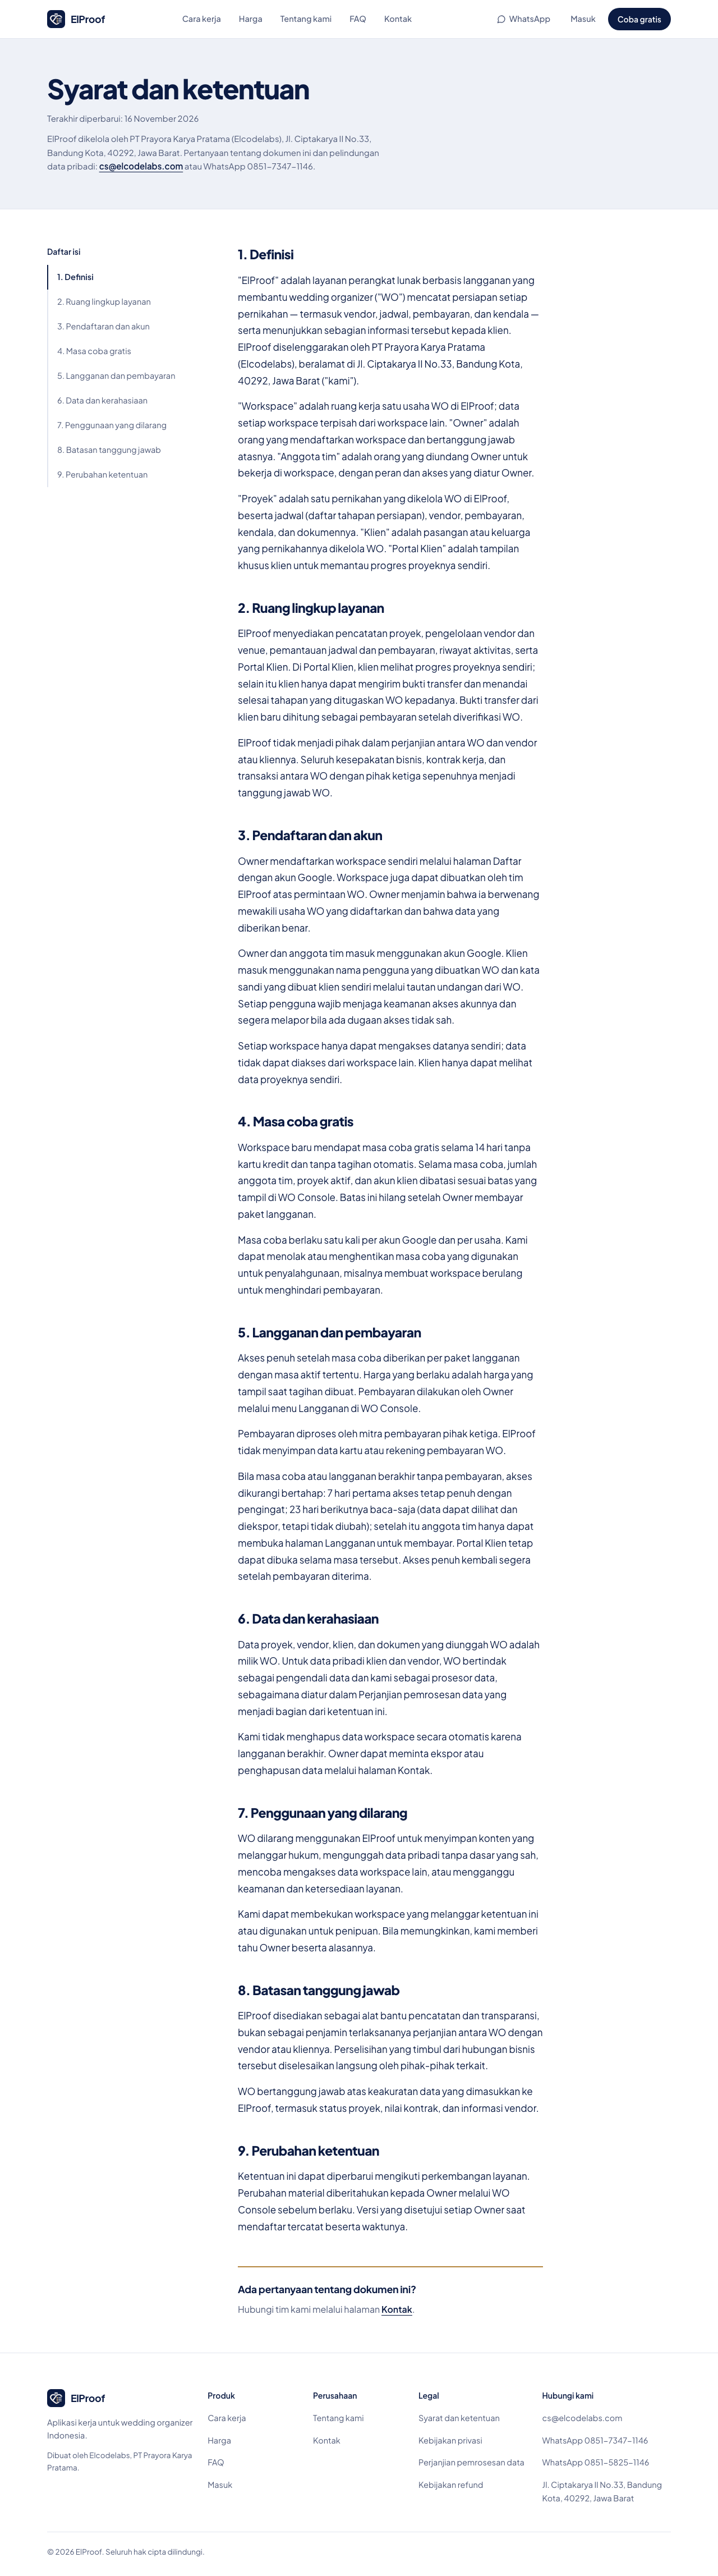 ElProof
Cara kerja
Harga
Tentang kami
FAQ
Kontak
WhatsApp
Masuk
Coba gratis
Syarat dan ketentuan
Terakhir diperbarui: 16 November 2026
ElProof dikelola oleh PT Prayora Karya Pratama (Elcodelabs), Jl. Ciptakarya II No.33,
Bandung Kota, 40292, Jawa Barat. Pertanyaan tentang dokumen ini dan pelindungan
data pribadi: cs@elcodelabs.com atau WhatsApp 0851-7347-1146.
Daftar isi
1. Definisi
2. Ruang lingkup layanan
3. Pendaftaran dan akun
4. Masa coba gratis
5. Langganan dan pembayaran
6. Data dan kerahasiaan
7. Penggunaan yang dilarang
8. Batasan tanggung jawab
9. Perubahan ketentuan
1. Definisi
"ElProof" adalah layanan perangkat lunak berbasis langganan yang
membantu wedding organizer ("WO") mencatat persiapan setiap
pernikahan — termasuk vendor, jadwal, pembayaran, dan kendala —
serta menunjukkan sebagian informasi tersebut kepada klien.
ElProof diselenggarakan oleh PT Prayora Karya Pratama
(Elcodelabs), beralamat di Jl. Ciptakarya II No.33, Bandung Kota,
40292, Jawa Barat ("kami").
"Workspace" adalah ruang kerja satu usaha WO di ElProof; data
setiap workspace terpisah dari workspace lain. "Owner" adalah
orang yang mendaftarkan workspace dan bertanggung jawab
atasnya. "Anggota tim" adalah orang yang diundang Owner untuk
bekerja di workspace, dengan peran dan akses yang diatur Owner.
"Proyek" adalah satu pernikahan yang dikelola WO di ElProof,
beserta jadwal (daftar tahapan persiapan), vendor, pembayaran,
kendala, dan dokumennya. "Klien" adalah pasangan atau keluarga
yang pernikahannya dikelola WO. "Portal Klien" adalah tampilan
khusus klien untuk memantau progres proyeknya sendiri.
2. Ruang lingkup layanan
ElProof menyediakan pencatatan proyek, pengelolaan vendor dan
venue, pemantauan jadwal dan pembayaran, riwayat aktivitas, serta
Portal Klien. Di Portal Klien, klien melihat progres proyeknya sendiri;
selain itu klien hanya dapat mengirim bukti transfer dan menandai
selesai tahapan yang ditugaskan WO kepadanya. Bukti transfer dari
klien baru dihitung sebagai pembayaran setelah diverifikasi WO.
ElProof tidak menjadi pihak dalam perjanjian antara WO dan vendor
atau kliennya. Seluruh kesepakatan bisnis, kontrak kerja, dan
transaksi antara WO dengan pihak ketiga sepenuhnya menjadi
tanggung jawab WO.
3. Pendaftaran dan akun
Owner mendaftarkan workspace sendiri melalui halaman Daftar
dengan akun Google. Workspace juga dapat dibuatkan oleh tim
ElProof atas permintaan WO. Owner menjamin bahwa ia berwenang
mewakili usaha WO yang didaftarkan dan bahwa data yang
diberikan benar.
Owner dan anggota tim masuk menggunakan akun Google. Klien
masuk menggunakan nama pengguna yang dibuatkan WO dan kata
sandi yang dibuat klien sendiri melalui tautan undangan dari WO.
Setiap pengguna wajib menjaga keamanan akses akunnya dan
segera melapor bila ada dugaan akses tidak sah.
Setiap workspace hanya dapat mengakses datanya sendiri; data
tidak dapat diakses dari workspace lain. Klien hanya dapat melihat
data proyeknya sendiri.
4. Masa coba gratis
Workspace baru mendapat masa coba gratis selama 14 hari tanpa
kartu kredit dan tanpa tagihan otomatis. Selama masa coba, jumlah
anggota tim, proyek aktif, dan akun klien dibatasi sesuai batas yang
tampil di WO Console. Batas ini hilang setelah Owner membayar
paket langganan.
Masa coba berlaku satu kali per akun Google dan per usaha. Kami
dapat menolak atau menghentikan masa coba yang digunakan
untuk penyalahgunaan, misalnya membuat workspace berulang
untuk menghindari pembayaran.
5. Langganan dan pembayaran
Akses penuh setelah masa coba diberikan per paket langganan
dengan masa aktif tertentu. Harga yang berlaku adalah harga yang
tampil saat tagihan dibuat. Pembayaran dilakukan oleh Owner
melalui menu Langganan di WO Console.
Pembayaran diproses oleh mitra pembayaran pihak ketiga. ElProof
tidak menyimpan data kartu atau rekening pembayaran WO.
Bila masa coba atau langganan berakhir tanpa pembayaran, akses
dikurangi bertahap: 7 hari pertama akses tetap penuh dengan
pengingat; 23 hari berikutnya baca-saja (data dapat dilihat dan
diekspor, tetapi tidak diubah); setelah itu anggota tim hanya dapat
membuka halaman Langganan untuk membayar. Portal Klien tetap
dapat dibuka selama masa tersebut. Akses penuh kembali segera
setelah pembayaran diterima.
6. Data dan kerahasiaan
Data proyek, vendor, klien, dan dokumen yang diunggah WO adalah
milik WO. Untuk data pribadi klien dan vendor, WO bertindak
sebagai pengendali data dan kami sebagai prosesor data,
sebagaimana diatur dalam Perjanjian pemrosesan data yang
menjadi bagian dari ketentuan ini.
Kami tidak menghapus data workspace secara otomatis karena
langganan berakhir. Owner dapat meminta ekspor atau
penghapusan data melalui halaman Kontak.
7. Penggunaan yang dilarang
WO dilarang menggunakan ElProof untuk menyimpan konten yang
melanggar hukum, mengunggah data pribadi tanpa dasar yang sah,
mencoba mengakses data workspace lain, atau mengganggu
keamanan dan ketersediaan layanan.
Kami dapat membekukan workspace yang melanggar ketentuan ini
atau digunakan untuk penipuan. Bila memungkinkan, kami memberi
tahu Owner beserta alasannya.
8. Batasan tanggung jawab
ElProof disediakan sebagai alat bantu pencatatan dan transparansi,
bukan sebagai penjamin terlaksananya perjanjian antara WO dengan
vendor atau kliennya. Perselisihan yang timbul dari hubungan bisnis
tersebut diselesaikan langsung oleh pihak-pihak terkait.
WO bertanggung jawab atas keakuratan data yang dimasukkan ke
ElProof, termasuk status proyek, nilai kontrak, dan informasi vendor.
9. Perubahan ketentuan
Ketentuan ini dapat diperbarui mengikuti perkembangan layanan.
Perubahan material diberitahukan kepada Owner melalui WO
Console sebelum berlaku. Versi yang disetujui setiap Owner saat
mendaftar tercatat beserta waktunya.
Ada pertanyaan tentang dokumen ini?
Hubungi tim kami melalui halaman Kontak.
ElProof
Aplikasi kerja untuk wedding organizer
Indonesia.
Dibuat oleh Elcodelabs, PT Prayora Karya
Pratama.
Produk
Cara kerja
Harga
FAQ
Masuk
Perusahaan
Tentang kami
Kontak
Legal
Syarat dan ketentuan
Kebijakan privasi
Perjanjian pemrosesan data
Kebijakan refund
Hubungi kami
cs@elcodelabs.com
WhatsApp 0851-7347-1146
WhatsApp 0851-5825-1146
Jl. Ciptakarya II No.33, Bandung
Kota, 40292, Jawa Barat
© 2026 ElProof. Seluruh hak cipta dilindungi.